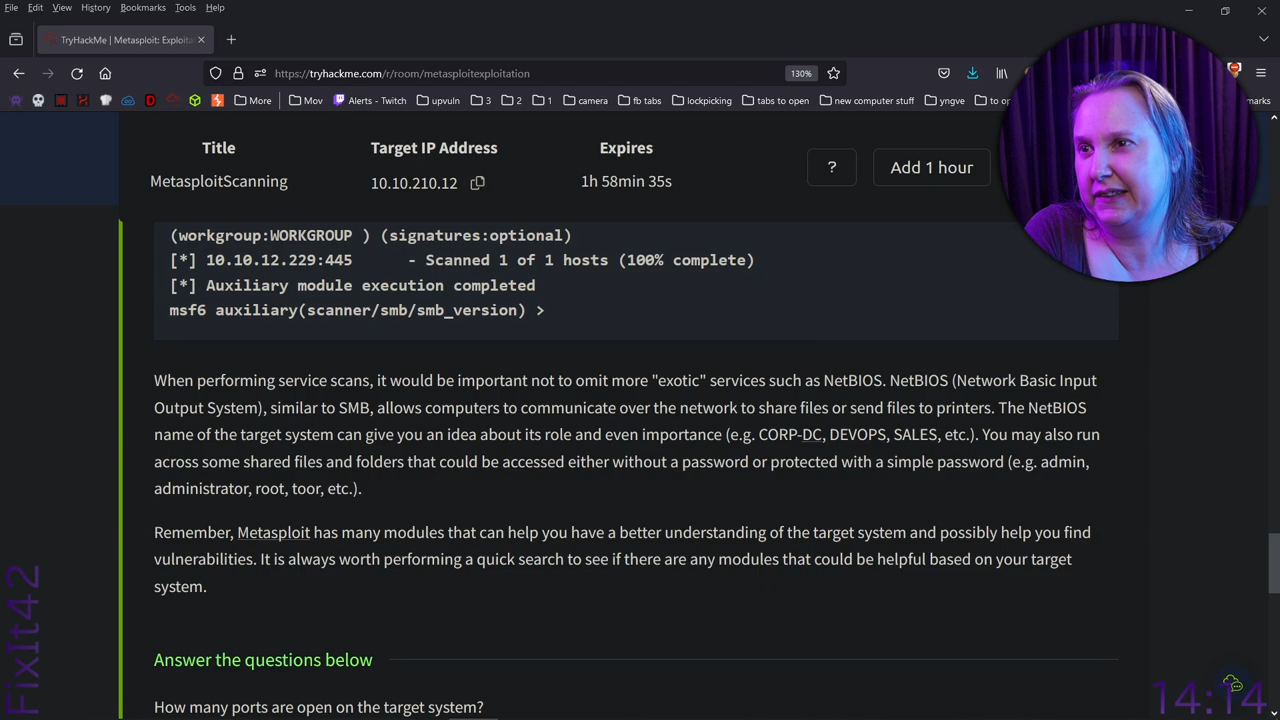 File Edit View History Bookmarks Tools Help
TryHackMe | Metasploit: Exploita
https://tryhackme.com/r/room/metasploitexploitation
130%
More
Mov
Alerts - Twitch
upvuln
3
2
1
camera
fb tabs
lockpicking
tabs to open
new computer stuff
yngve
to o
marks
Title
Target IP Address
Expires
MetasploitScanning
10.10.210.12
1h 58min 35s
?
Add 1 hour
(workgroup:WORKGROUP ) (signatures:optional)
[*] 10.10.12.229:445 - Scanned 1 of 1 hosts (100% complete)
[*] Auxiliary module execution completed
msf6 auxiliary(scanner/smb/smb_version) >
When performing service scans, it would be important not to omit more "exotic" services such as NetBIOS. NetBIOS (Network Basic Input
Output System), similar to SMB, allows computers to communicate over the network to share files or send files to printers. The NetBIOS
name of the target system can give you an idea about its role and even importance (e.g. CORP-DC, DEVOPS, SALES, etc.). You may also run
across some shared files and folders that could be accessed either without a password or protected with a simple password (e.g. admin,
administrator, root, toor, etc.).
Remember, Metasploit has many modules that can help you have a better understanding of the target system and possibly help you find
vulnerabilities. It is always worth performing a quick search to see if there are any modules that could be helpful based on your target
system.
Answer the questions below
How many ports are open on the target system?
FixIt42
14:14